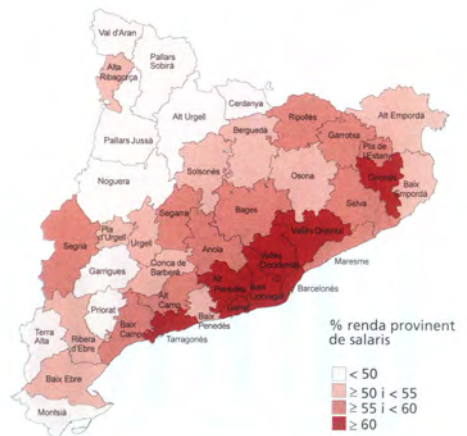 Val d'Aran
Pallars
Sobirà
Alta
Ribagorça
Cerdanya
Alt Urgell
Ripollès
Alt Empordà
Berguedà
Garrotxa
Pallars Jussà
Pla de
l'Estany
Solsonès
Gironès
Noguera
Osona
Baix
Empordà
Segarra
Bages
Selva
Pla
d'Urgell
Vallès Oriental
Segrià
Urgell
Anoia
Vallès
Occidental
Maresme
Garrigues
Conca de
Barberà
Alt
Penedès
Baix
Llobregat
Barcelonès
Alt
Camp
Garraf
Priorat
Baix
Penedès
Terra
Alta
Ribera
d'Ebre
Baix
Camp
Tarragonès
Baix Ebre
Montsià
% renda provinent
de salaris
< 50
≥ 50 i < 55
≥ 55 i < 60
≥ 60